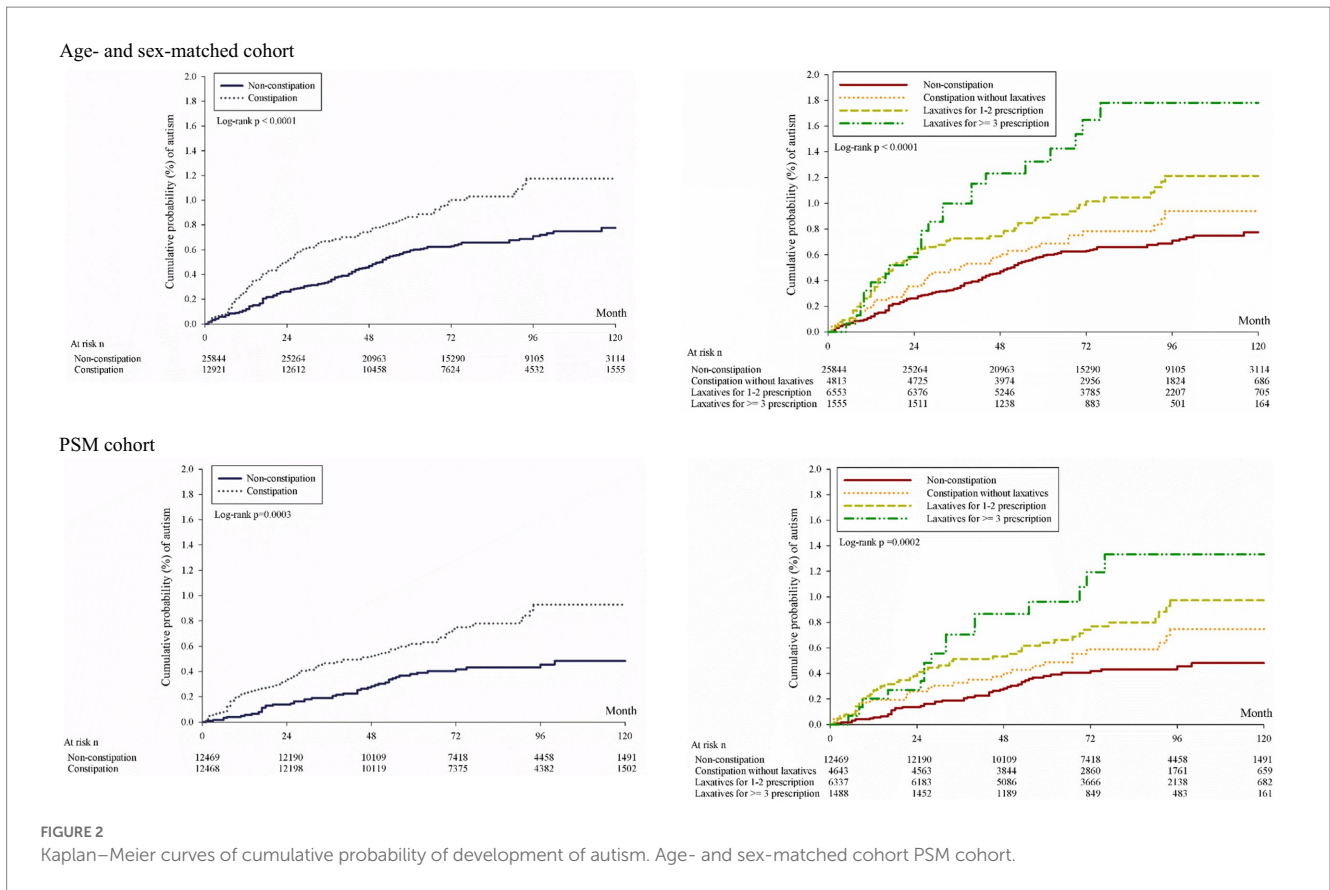 Age- and sex-matched cohort
Cumulative probability (%) of autism
2.0
1.8
1.6
1.4
1.2
1.0
0.8
0.6
0.4
0.2
0.0
Non-constipation
Constipation
Log-rank p < 0.0001
Month
0 24 48 72 96 120
At risk n
Non-constipation 25844 25264 20963 15290 9105 3114
Constipation 12921 12612 10458 7624 4532 1555
Cumulative probability (%) of autism
2.0
1.8
1.6
1.4
1.2
1.0
0.8
0.6
0.4
0.2
0.0
Non-constipation
Constipation without laxatives
Laxatives for 1-2 prescription
Laxatives for >= 3 prescription
Log-rank p < 0.0001
Month
0 24 48 72 96 120
At risk n
Non-constipation 25844 25264 20963 15290 9105 3114
Constipation without laxatives 4813 4725 3974 2956 1824 686
Laxatives for 1-2 prescription 6553 6376 5246 3785 2207 705
Laxatives for >= 3 prescription 1555 1511 1238 883 501 164
PSM cohort
Cumulative probability (%) of autism
2.0
1.8
1.6
1.4
1.2
1.0
0.8
0.6
0.4
0.2
0.0
Non-constipation
Constipation
Log-rank p=0.0003
Month
0 24 48 72 96 120
At risk n
Non-constipation 12469 12190 10109 7418 4458 1491
Constipation 12468 12198 10119 7375 4382 1502
Cumulative probability (%) of autism
2.0
1.8
1.6
1.4
1.2
1.0
0.8
0.6
0.4
0.2
0.0
Non-constipation
Constipation without laxatives
Laxatives for 1-2 prescription
Laxatives for >= 3 prescription
Log-rank p =0.0002
Month
0 24 48 72 96 120
At risk n
Non-constipation 12469 12190 10109 7418 4458 1491
Constipation without laxatives 4643 4563 3844 2860 1761 659
Laxatives for 1-2 prescription 6337 6183 5086 3666 2138 682
Laxatives for >= 3 prescription 1488 1452 1189 849 483 161
FIGURE 2
Kaplan–Meier curves of cumulative probability of development of autism. Age- and sex-matched cohort PSM cohort.